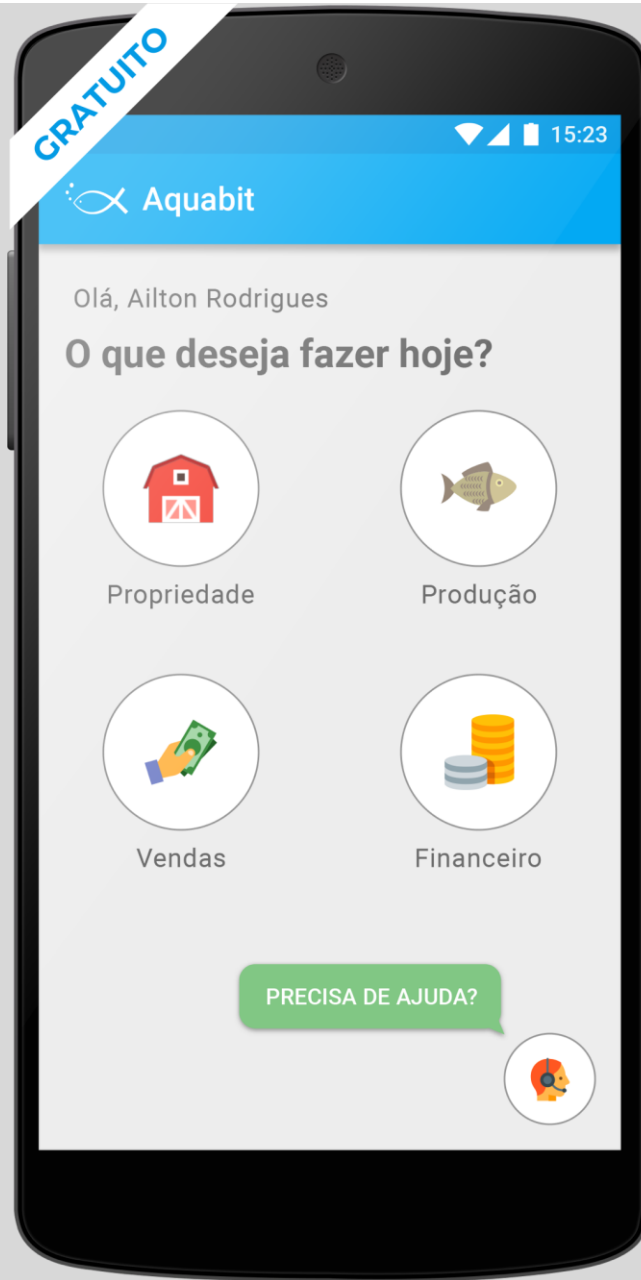 GRATUITO
15:23
Aquabit
Olá, Ailton Rodrigues
O que deseja fazer hoje?
Propriedade
Produção
Vendas
Financeiro
PRECISA DE AJUDA?